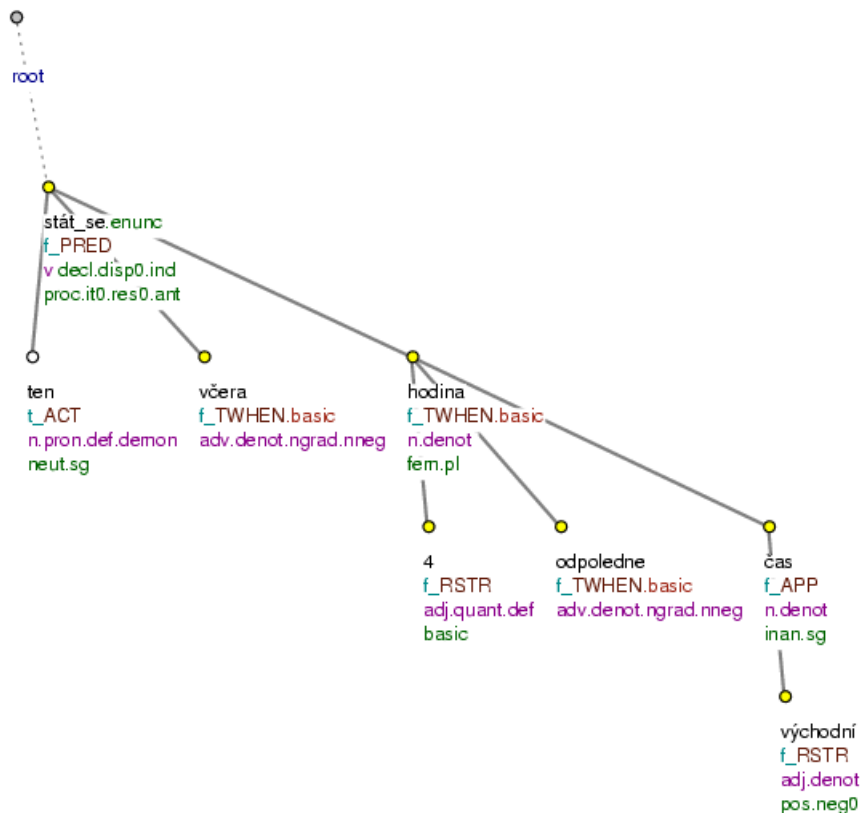 root
stát_se.enunc
f_PRED
v decl.disp0.ind
proc.it0.res0.ant
ten
t_ACT
n.pron.def.demon
neut.sg
včera
f_TWHEN.basic
adv.denot.ngrad.nneg
hodina
f_TWHEN.basic
n.denot
fem.pl
4
f_RSTR
adj.quant.def
basic
odpoledne
f_TWHEN.basic
adv.denot.ngrad.nneg
čas
f_APP
n.denot
inan.sg
východní
f_RSTR
adj.denot
pos.neg0